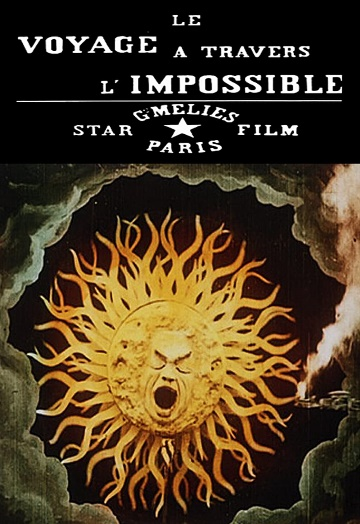 LE
VOYAGE A TRAVERS
L'IMPOSSIBLE
G. MELIES
STAR FILM
PARIS